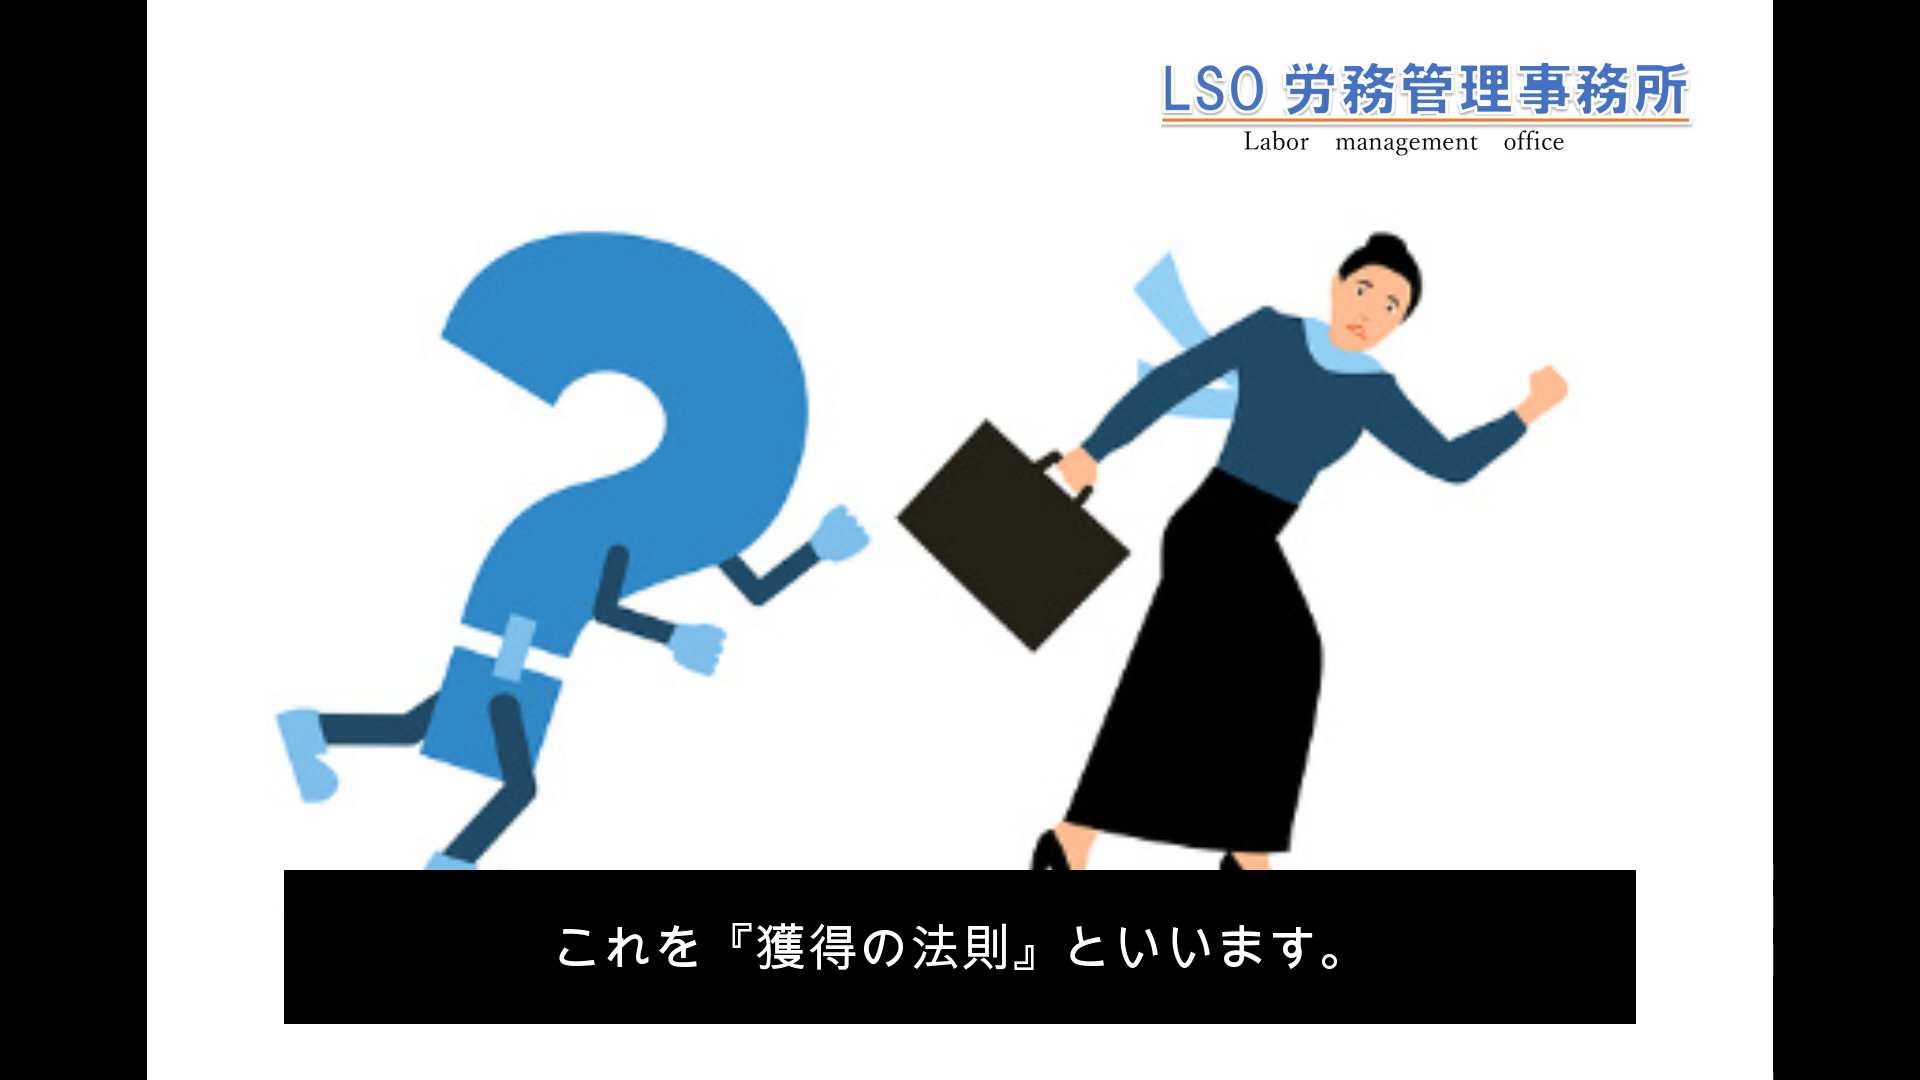 LSO 労務管理事務所
Labor management office
これを『獲得の法則』といいます。